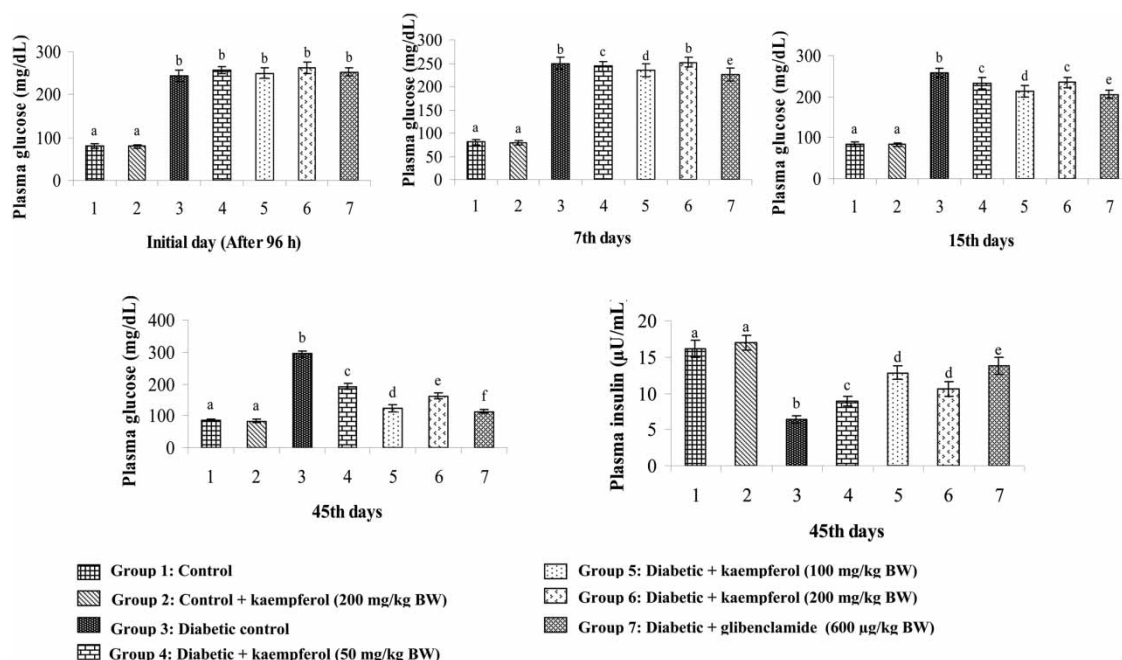 Plasma glucose (mg/dL)
300
200
100
0
a a b b b b b
1 2 3 4 5 6 7
Initial day (After 96 h)
Plasma glucose (mg/dL)
300
250
200
150
100
50
0
a a b c d b e
1 2 3 4 5 6 7
7th days
Plasma glucose (mg/dL)
300
200
100
0
a a b c d c e
1 2 3 4 5 6 7
15th days
Plasma glucose (mg/dL)
400
300
200
100
0
a a b c d e f
1 2 3 4 5 6 7
45th days
Plasma insulin (µU/mL)
20
15
10
5
0
a a b c d d e
1 2 3 4 5 6 7
45th days
Group 1: Control
Group 2: Control + kaempferol (200 mg/kg BW)
Group 3: Diabetic control
Group 4: Diabetic + kaempferol (50 mg/kg BW)
Group 5: Diabetic + kaempferol (100 mg/kg BW)
Group 6: Diabetic + kaempferol (200 mg/kg BW)
Group 7: Diabetic + glibenclamide (600 µg/kg BW)